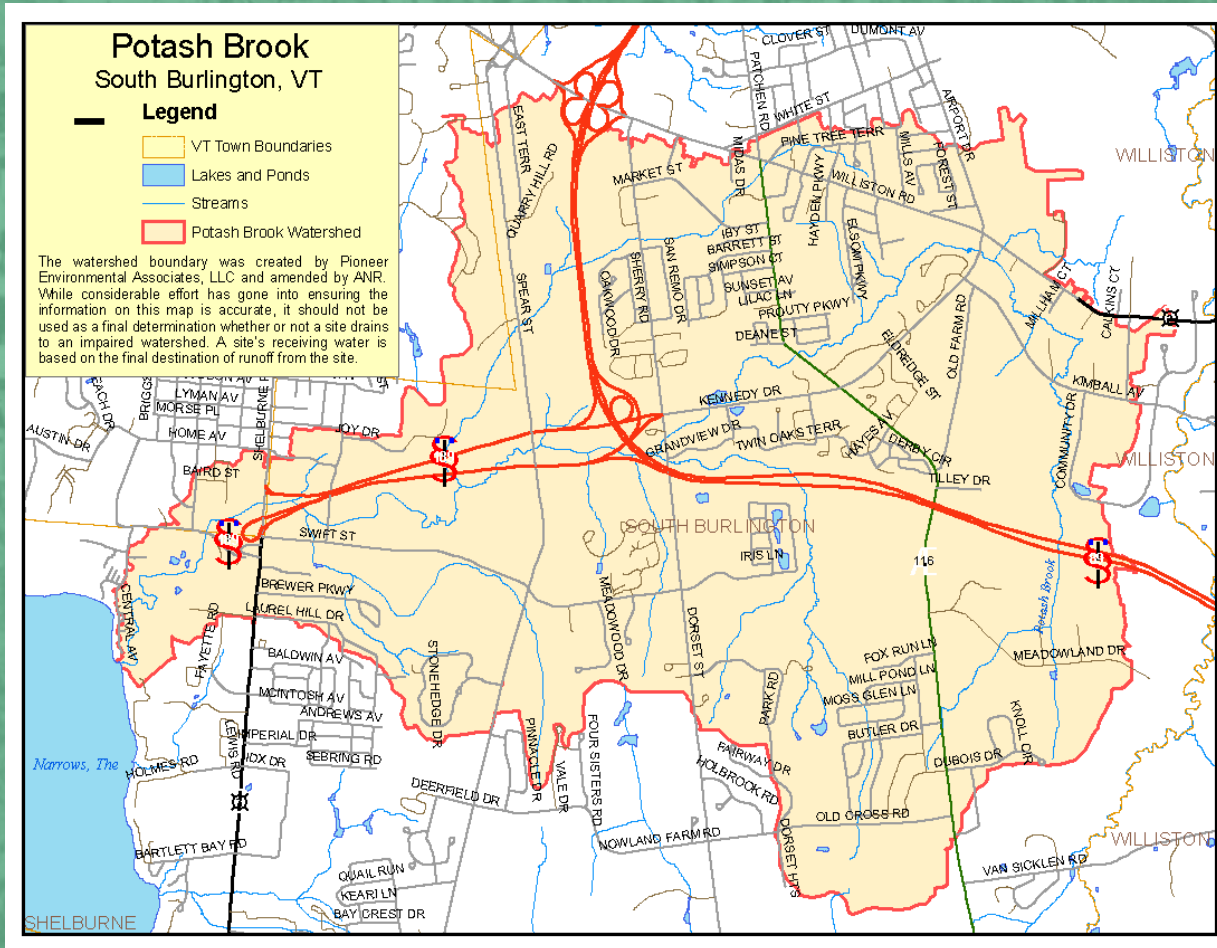 Potash Brook
South Burlington, VT
Legend
VT Town Boundaries
Lakes and Ponds
Streams
Potash Brook Watershed
The watershed boundary was created by Pioneer
Environmental Associates, LLC and amended by ANR.
While considerable effort has gone into ensuring the
information on this map is accurate, it should not be
used as a final determination whether or not a site drains
to an impaired watershed. A site's receiving water is
based on the final destination of runoff from the site.
CLOVER ST
DUMONT AV
PATCHEN RD
WHITE ST
AIRPORT DR
EAST TERR
QUARRY HILL RD
MIDAS DR
PINE TREE TERR
MILLS AV
FOREST ST
WILLISTON
MARKET ST
WILLISTON RD
HAYDEN PKWY
ELSOM PKWY
IBY ST
BARRETT ST
SIMPSON CT
SUNSET AV
LILAC LN
PROUTY PKWY
DEANE ST
SPEAR ST
OAKWOOD DR
SHERRY RD
SAN REMO DR
OLD FARM RD
MILHAM CT
CALKINS CT
ELDREDGE ST
KIMBALL AV
KENNEDY DR
LYMAN AV
MORSE PL
HOME AV
SHELBURNE
AUSTIN DR
JOY DR
BAIRD ST
GRANDVIEW DR
TWIN OAKS TERR
HAYES AV
DERBY CIR
TILLEY DR
COMMUNITY DR
WILLISTON
189
SWIFT ST
SOUTH BURLINGTON
IRIS LN
116
89
Potash Brook
CENTRAL AV
BREWER PKWY
LAUREL HILL DR
FAYETTE RD
MEADOWOOD DR
DORSET ST
STONEHEDGE DR
BALDWIN AV
MCINTOSH AV
ANDREWS AV
FOX RUN LN
MILL POND LN
MOSS GLEN LN
BUTLER DR
MEADOWLAND DR
PARK RD
KNOLL CIR
DUBOIS DR
LEWIS RD
IMPERIAL DR
IDX DR
SEBRING RD
Narrows, The
HOLMES RD
PINNACLE DR
VALE DR
FOUR SISTERS RD
FAIRWAY DR
HOLBROOK RD
DEERFIELD DR
OLD CROSS RD
NOWLAND FARM RD
DORSET HTS
WILLISTON
BARTLETT BAY RD
VAN SICKLEN RD
QUAIL RUN
KEARI LN
BAY CREST DR
SHELBURNE